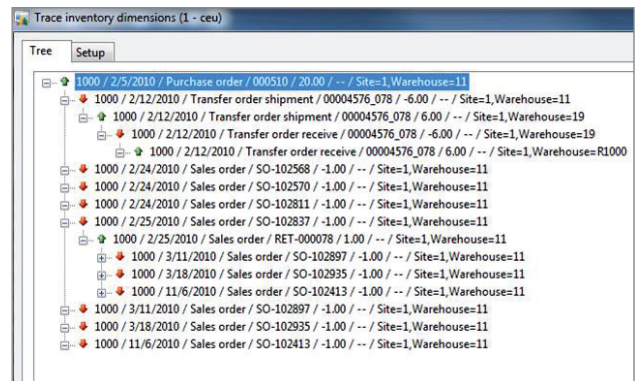 Trace inventory dimensions (1 - ceu)
Tree Setup
1000 / 2/5/2010 / Purchase order / 000510 / 20.00 / -- / Site=1,Warehouse=11
1000 / 2/12/2010 / Transfer order shipment / 00004576_078 / -6.00 / -- / Site=1,Warehouse=11
1000 / 2/12/2010 / Transfer order shipment / 00004576_078 / 6.00 / -- / Site=1,Warehouse=19
1000 / 2/12/2010 / Transfer order receive / 00004576_078 / -6.00 / -- / Site=1,Warehouse=19
1000 / 2/12/2010 / Transfer order receive / 00004576_078 / 6.00 / -- / Site=1,Warehouse=R1000
1000 / 2/24/2010 / Sales order / SO-102568 / -1.00 / -- / Site=1,Warehouse=11
1000 / 2/24/2010 / Sales order / SO-102570 / -1.00 / -- / Site=1,Warehouse=11
1000 / 2/24/2010 / Sales order / SO-102811 / -1.00 / -- / Site=1,Warehouse=11
1000 / 2/25/2010 / Sales order / SO-102837 / -1.00 / -- / Site=1,Warehouse=11
1000 / 2/25/2010 / Sales order / RET-000078 / 1.00 / -- / Site=1,Warehouse=11
1000 / 3/11/2010 / Sales order / SO-102897 / -1.00 / -- / Site=1,Warehouse=11
1000 / 3/18/2010 / Sales order / SO-102935 / -1.00 / -- / Site=1,Warehouse=11
1000 / 11/6/2010 / Sales order / SO-102413 / -1.00 / -- / Site=1,Warehouse=11
1000 / 3/11/2010 / Sales order / SO-102897 / -1.00 / -- / Site=1,Warehouse=11
1000 / 3/18/2010 / Sales order / SO-102935 / -1.00 / -- / Site=1,Warehouse=11
1000 / 11/6/2010 / Sales order / SO-102413 / -1.00 / -- / Site=1,Warehouse=11